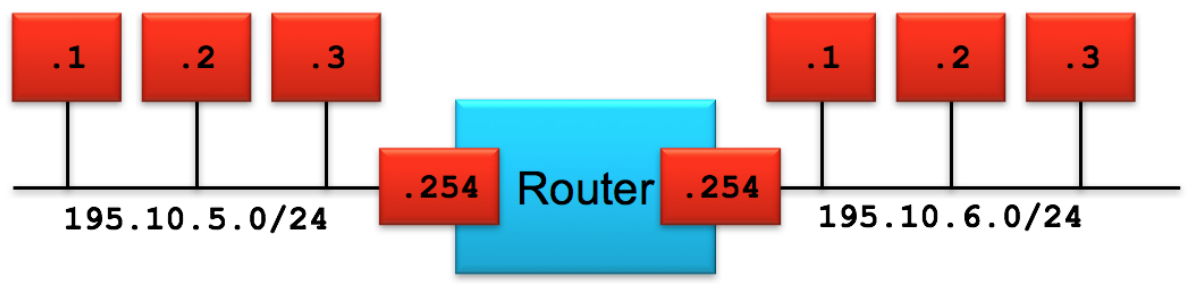 .1 .2 .3
.1 .2 .3
.254 Router .254
195.10.5.0/24
195.10.6.0/24